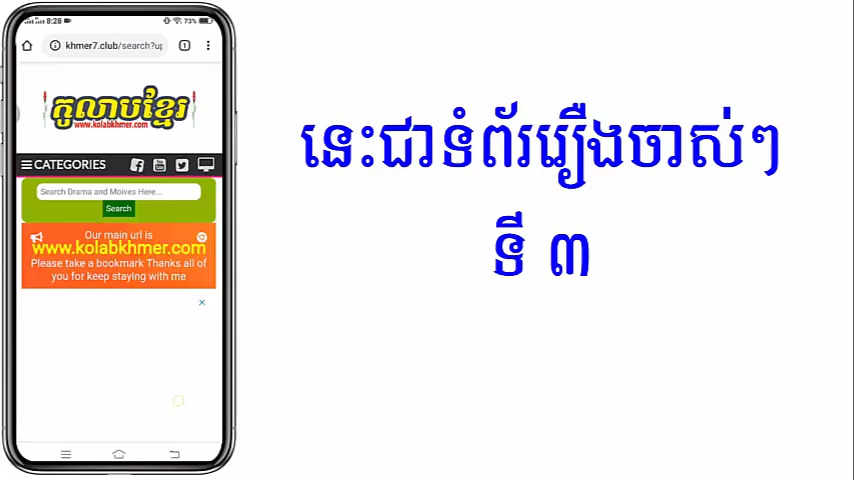 8:28
73%
khmer7.club/search?up
1
កូលាបខ្មែរ
www.kolabkhmer.com
CATEGORIES
Search Drama and Moives Here...
Search
Our main url is
www.kolabkhmer.com
Please take a bookmark Thanks all of
you for keep staying with me
នេះជាទំព័ររឿងចាស់ៗ
ទី ៣